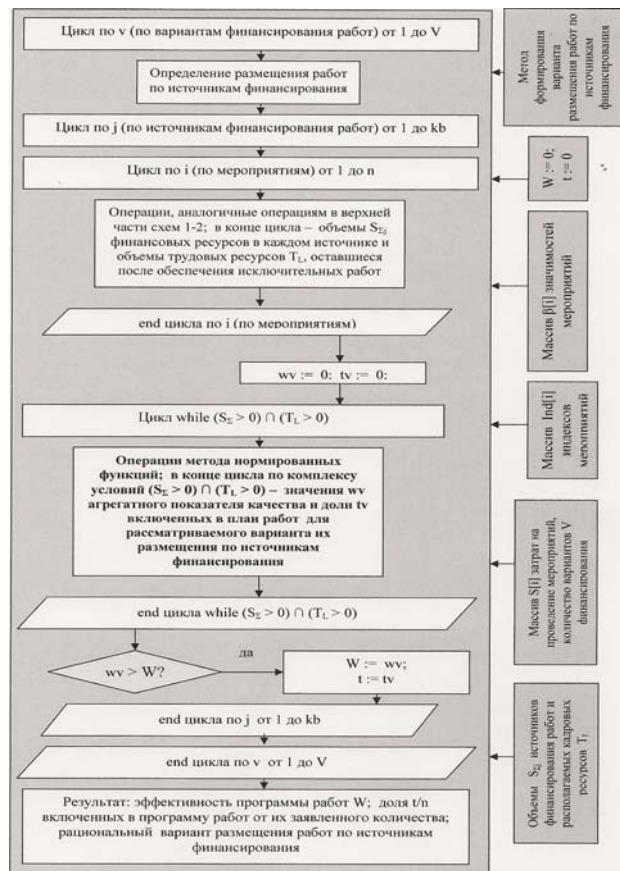 Цикл по v (по вариантам финансирования работ) от 1 до V
Определение размещения работ
по источникам финансирования
Цикл по j (по источникам финансирования работ) от 1 до kb
Цикл по i (по мероприятиям) от 1 до n
Операции, аналогичные операциям в верхней
части схем 1-2; в конце цикла – объемы SΣj
финансовых ресурсов в каждом источнике и
объемы трудовых ресурсов TL, оставшиеся
после обеспечения исключительных работ
end цикла по i (по мероприятиям)
wv := 0: tv := 0:
Цикл while (SΣ > 0) ∩ (TL > 0)
Операции метода нормированных
функций; в конце цикла по комплексу
условий (SΣ > 0) ∩ (TL > 0) – значения wv
агрегатного показателя качества и доли tv
включенных в план работ для
рассматриваемого варианта их
размещения по источникам
финансирования
end цикла while (SΣ > 0) ∩ (TL > 0)
wv > W?
да
W := wv;
t := tv
end цикла по j от 1 до kb
end цикла по v от 1 до V
Результат: эффективность программы работ W; доля t/n
включенных в программу работ от их заявленного количества;
рациональный вариант размещения работ по источникам
финансирования
Метод
формирования
варианта
размещения работ по
источникам
финансирования
W := 0;
t := 0
Массив β[i] значимостей
мероприятий
Массив Ind[i]
индексов
мероприятий
Массив S[i] затрат на
проведение мероприятий,
количество вариантов V
финансирования
Объемы SΣj источников
финансирования работ и
располагаемых кадровых
ресурсов TL